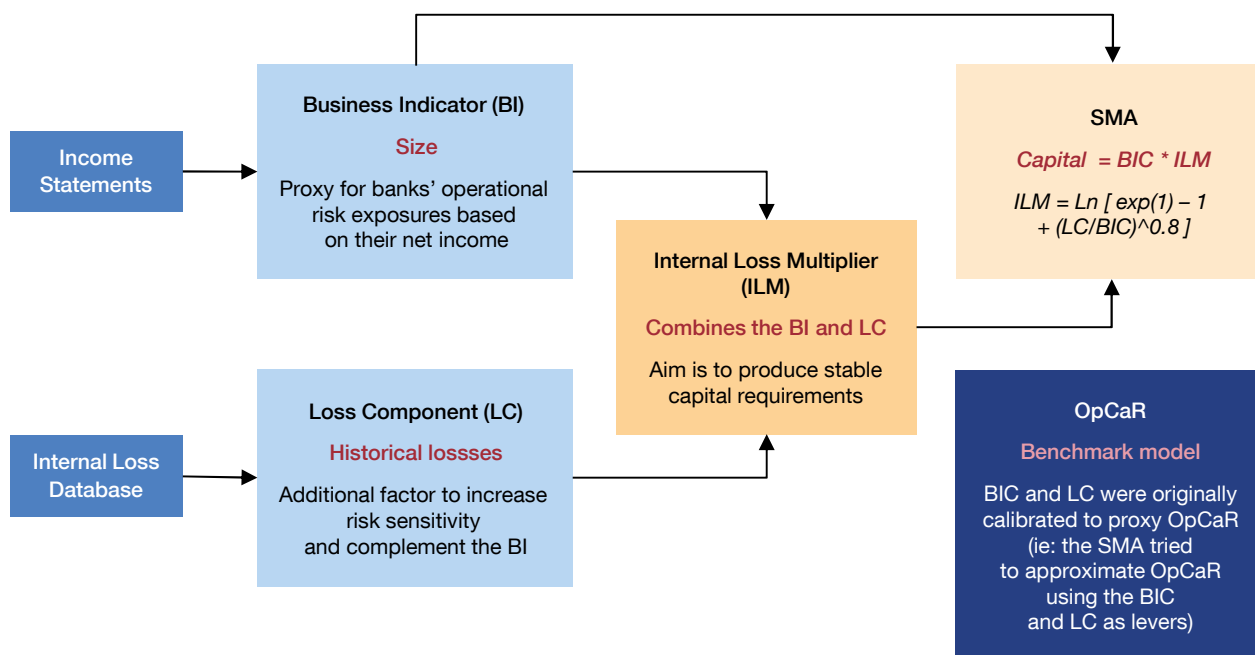 Income
Statements
Business Indicator (BI)
Size
Proxy for banks’ operational
risk exposures based
on their net income
Internal Loss
Database
Loss Component (LC)
Historical lossses
Additional factor to increase
risk sensitivity
and complement the BI
Internal Loss Multiplier
(ILM)
Combines the BI and LC
Aim is to produce stable
capital requirements
SMA
Capital = BIC * ILM
ILM = Ln [ exp(1) – 1
+ (LC/BIC)^0.8 ]
OpCaR
Benchmark model
BIC and LC were originally
calibrated to proxy OpCaR
(ie: the SMA tried
to approximate OpCaR
using the BIC
and LC as levers)